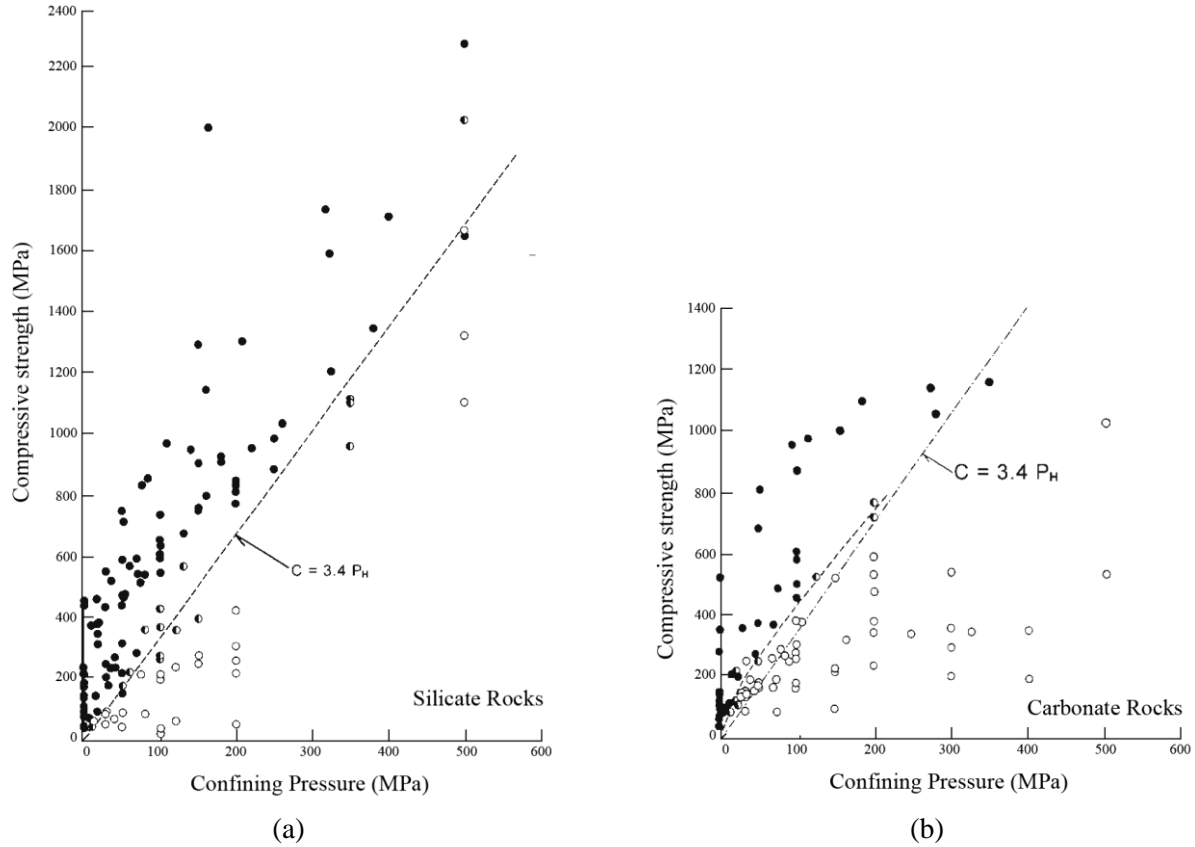 2400
2200
2000
1800
1600
1400
1200
1000
800
600
400
200
0
0 100 200 300 400 500 600
Compressive strength (MPa)
C = 3.4 P_H
Silicate Rocks
Confining Pressure (MPa)
(a)
1400
1200
1000
800
600
400
200
0
0 100 200 300 400 500 600
Compressive strength (MPa)
C = 3.4 P_H
Carbonate Rocks
Confining Pressure (MPa)
(b)